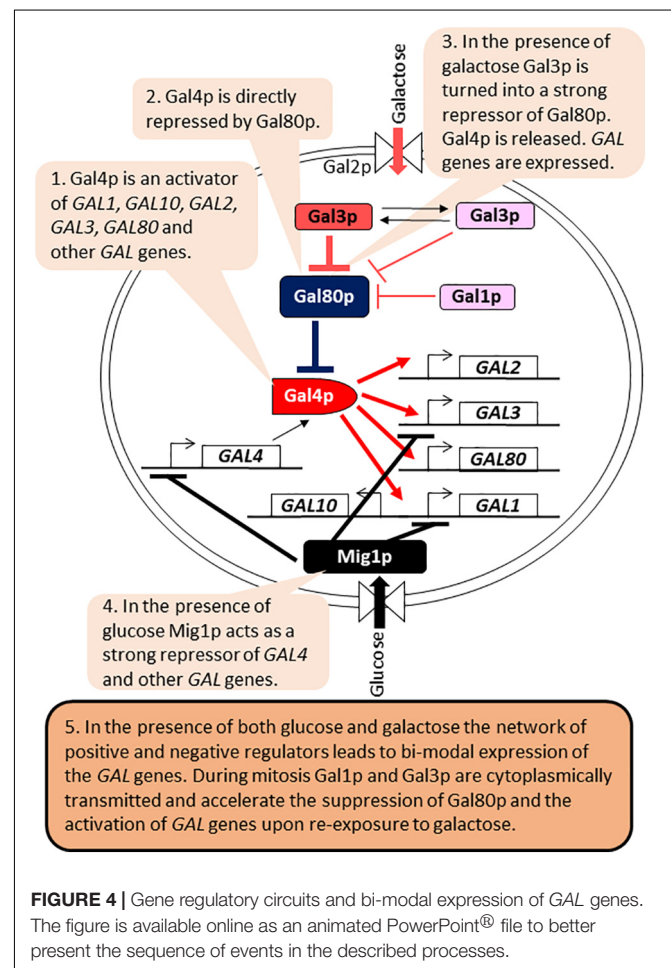 3. In the presence of
galactose Gal3p is
turned into a strong
repressor of Gal80p.
Gal4p is released. GAL
genes are expressed.
Galactose
2. Gal4p is directly
repressed by Gal80p.
Gal2p
1. Gal4p is an activator
of GAL1, GAL10, GAL2,
GAL3, GAL80 and
other GAL genes.
Gal3p
Gal3p
Gal80p
Gal1p
Gal4p
GAL2
GAL3
GAL4
GAL80
GAL10
GAL1
Mig1p
4. In the presence of
glucose Mig1p acts as a
strong repressor of GAL4
and other GAL genes.
Glucose
5. In the presence of both glucose and galactose the network of
positive and negative regulators leads to bi-modal expression of
the GAL genes. During mitosis Gal1p and Gal3p are cytoplasmically
transmitted and accelerate the suppression of Gal80p and the
activation of GAL genes upon re-exposure to galactose.
FIGURE 4 | Gene regulatory circuits and bi-modal expression of GAL genes.
The figure is available online as an animated PowerPoint® file to better
present the sequence of events in the described processes.